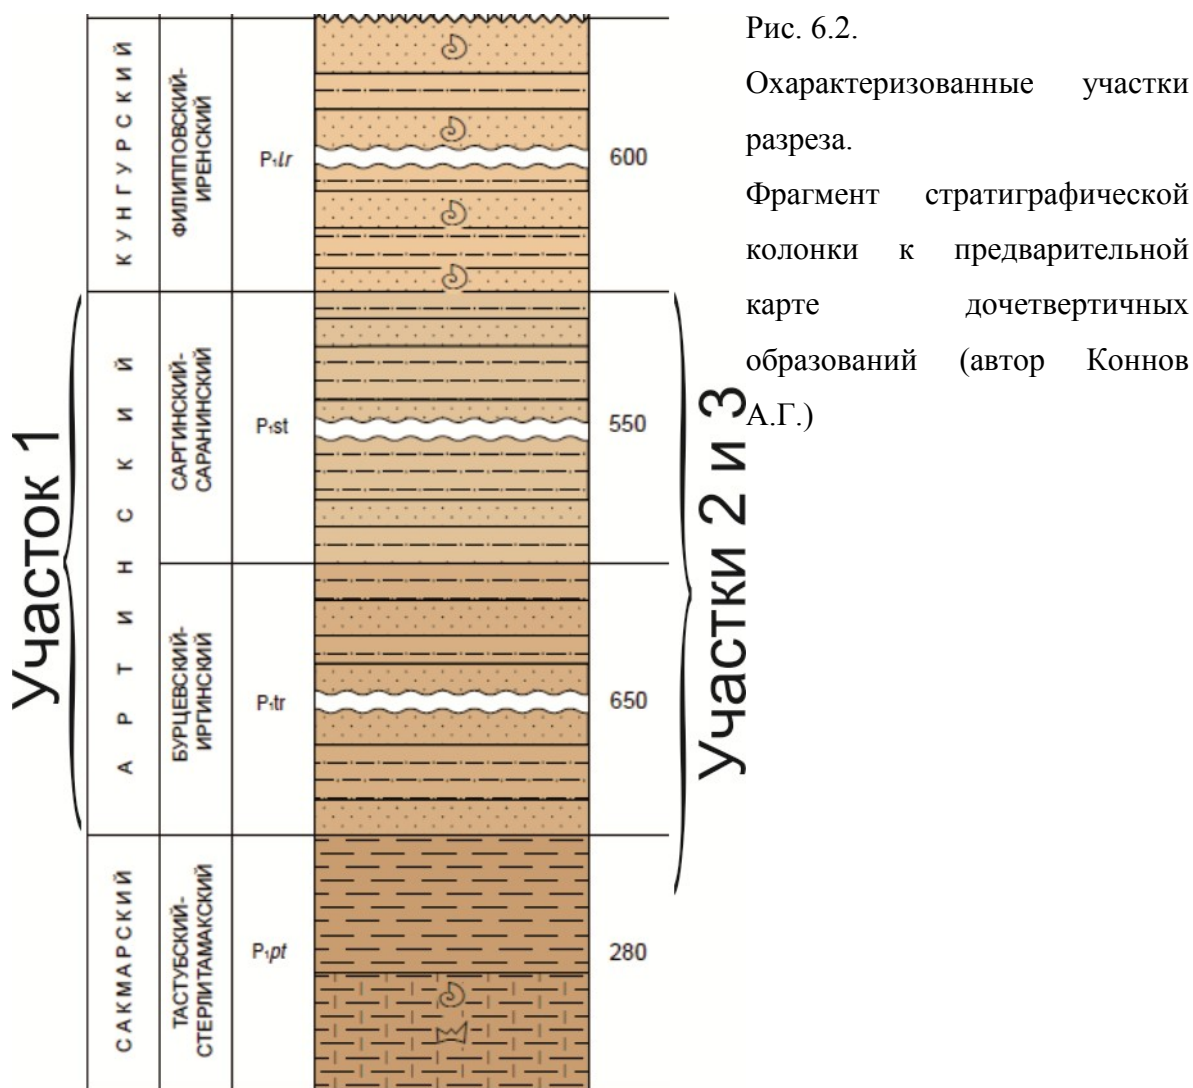 Рис. 6.2.
Охарактеризованные участки
разреза.
Фрагмент стратиграфической
колонки к предварительной
карте дочетвертичных
образований (автор Коннов
А.Г.)
КУНГУРСКИЙ
ФИЛИППОВСКИЙ-
ИРЕНСКИЙ
P₁lr
600
Участок 1
АРТИНСКИЙ
САРГИНСКИЙ-
САРАНИНСКИЙ
P₁st
550
БУРЦЕВСКИЙ-
ИРГИНСКИЙ
P₁tr
650
Участки 2 и 3
САКМАРСКИЙ
ТАСТУБСКИЙ-
СТЕРЛИТАМАКСКИЙ
P₁pt
280